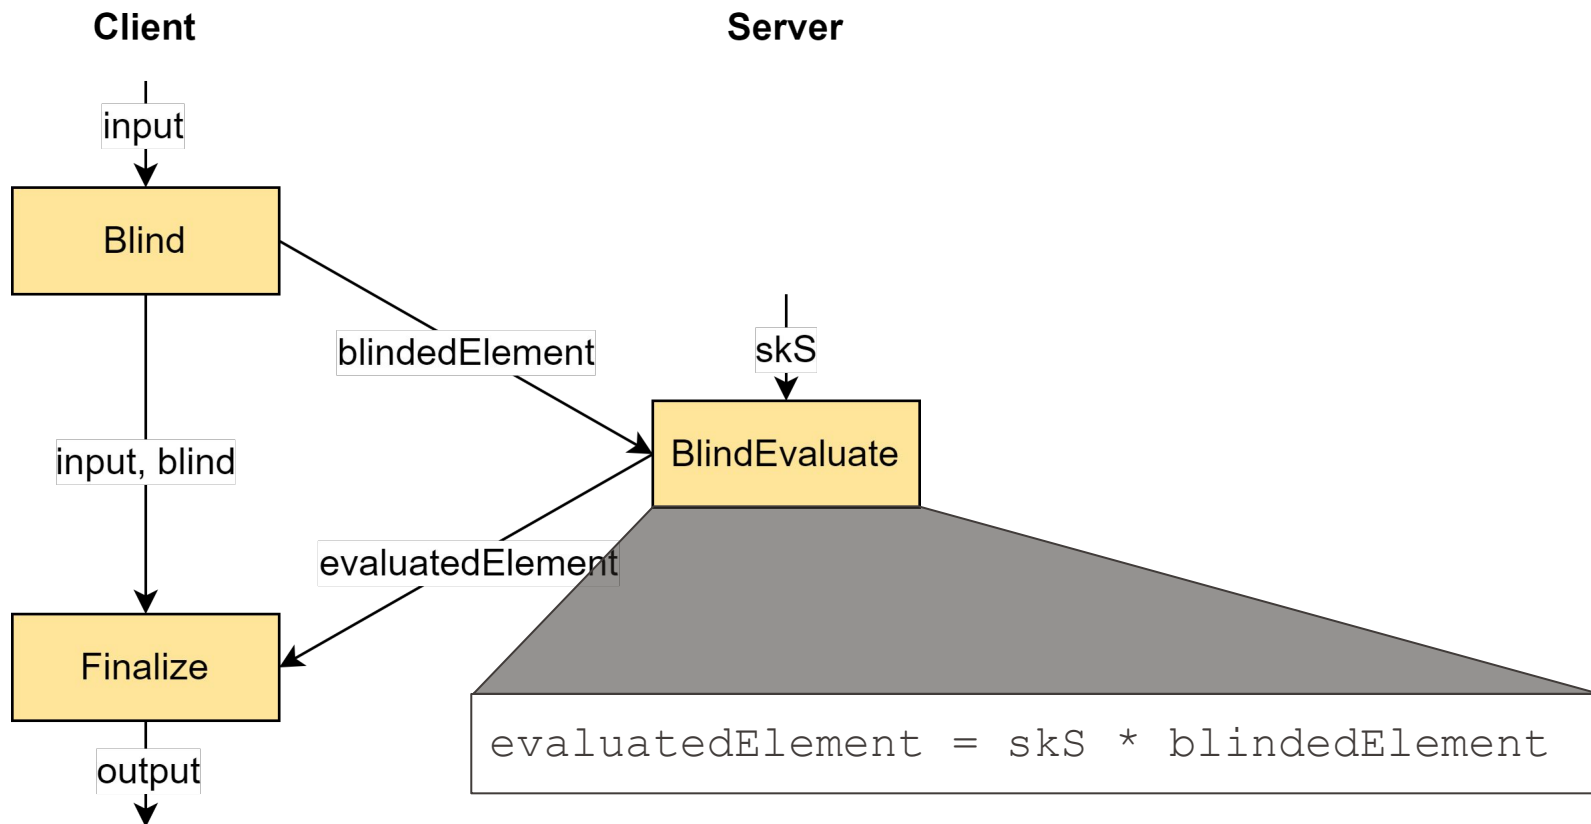 Client
Server
input
Blind
blindedElement
skS
BlindEvaluate
input, blind
evaluatedElement
Finalize
evaluatedElement = skS * blindedElement
output